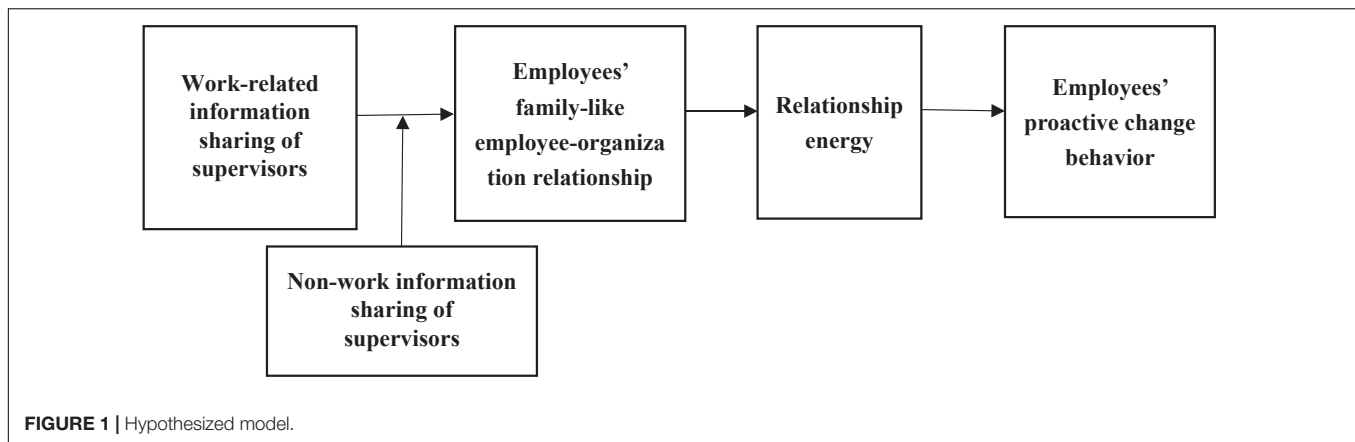 Work-related
information
sharing of
supervisors
Employees’
family-like
employee-organiza
tion relationship
Relationship
energy
Employees’
proactive change
behavior
Non-work information
sharing of
supervisors
FIGURE 1 | Hypothesized model.